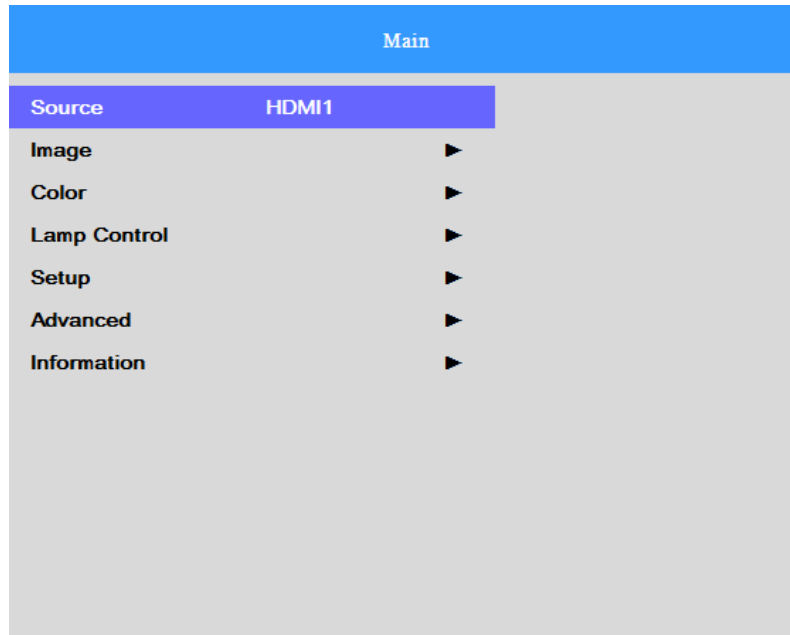 Main
Source HDMI1
Image ►
Color ►
Lamp Control ►
Setup ►
Advanced ►
Information ►